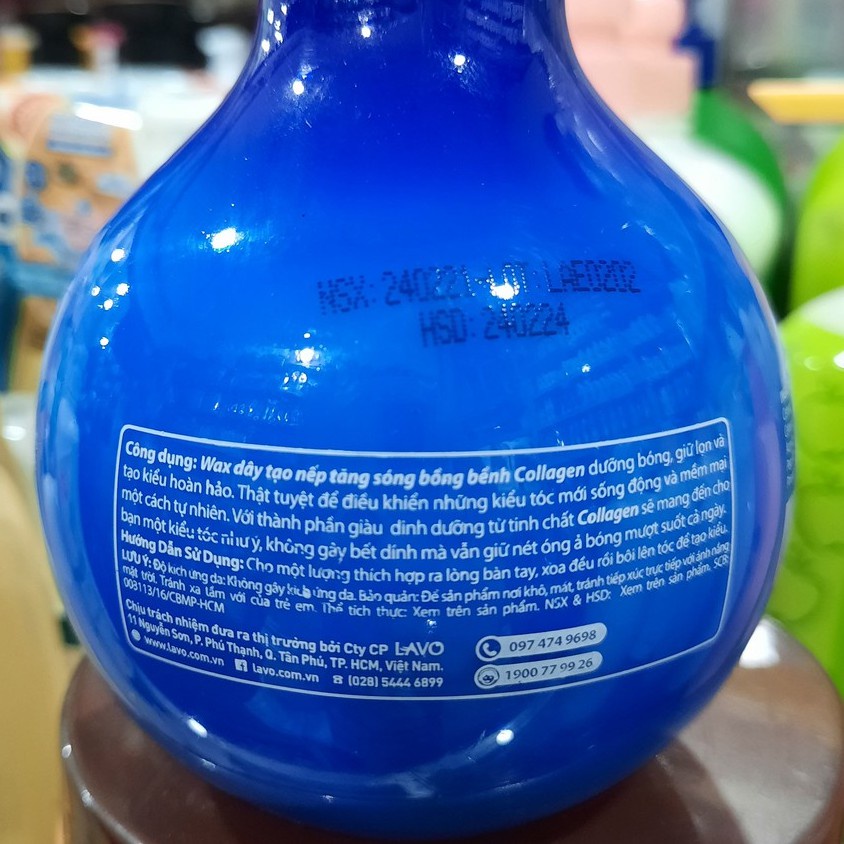 NSX: 240221-LOT: LAE0202
HSD: 240224
Công dụng: Wax dây tạo nếp tăng sóng bồng bềnh Collagen dưỡng bóng, giữ lọn và
tạo kiểu hoàn hảo. Thật tuyệt để điều khiển những kiểu tóc mới sống động và mềm mại
một cách tự nhiên. Với thành phần giàu dinh dưỡng từ tinh chất Collagen sẽ mang đến cho
bạn một kiểu tóc như ý, không gây bết dính mà vẫn giữ nét óng ả bóng mượt suốt cả ngày.
Hướng Dẫn Sử Dụng: Cho một lượng thích hợp ra lòng bàn tay, xoa đều rồi bôi lên tóc để tạo kiểu.
LƯU Ý: Độ kích ứng da: Không gây kích ứng da. Bảo quản: Để sản phẩm nơi khô, mát, tránh tiếp xúc trực tiếp với ánh nắng
mặt trời. Tránh xa tầm với của trẻ em. Thể tích thực: Xem trên sản phẩm. NSX & HSD: Xem trên sản phẩm. SCB:
003113/16/CBMP-HCM
Chịu trách nhiệm đưa ra thị trường bởi Cty CP LAVO
11 Nguyễn Sơn, P. Phú Thạnh, Q. Tân Phú, TP. HCM, Việt Nam.
www.lavo.com.vn lavo.com.vn (028) 5444 6899
097 474 9698
1900 77 99 26